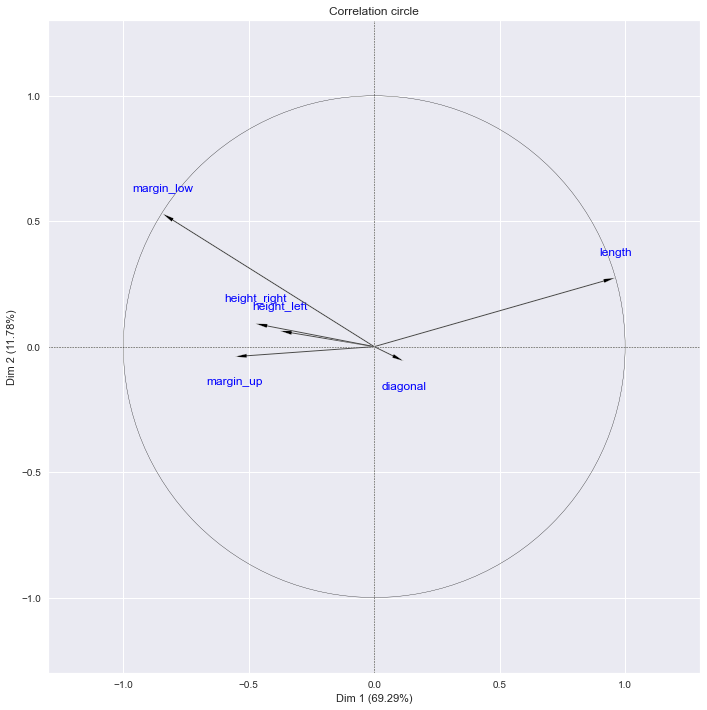 Correlation circle
1.0
margin_low
0.5
length
height_right
height_left
0.0
margin_up
diagonal
Dim 2 (11.78%)
−0.5
−1.0
−1.0
−0.5
0.0
0.5
1.0
Dim 1 (69.29%)